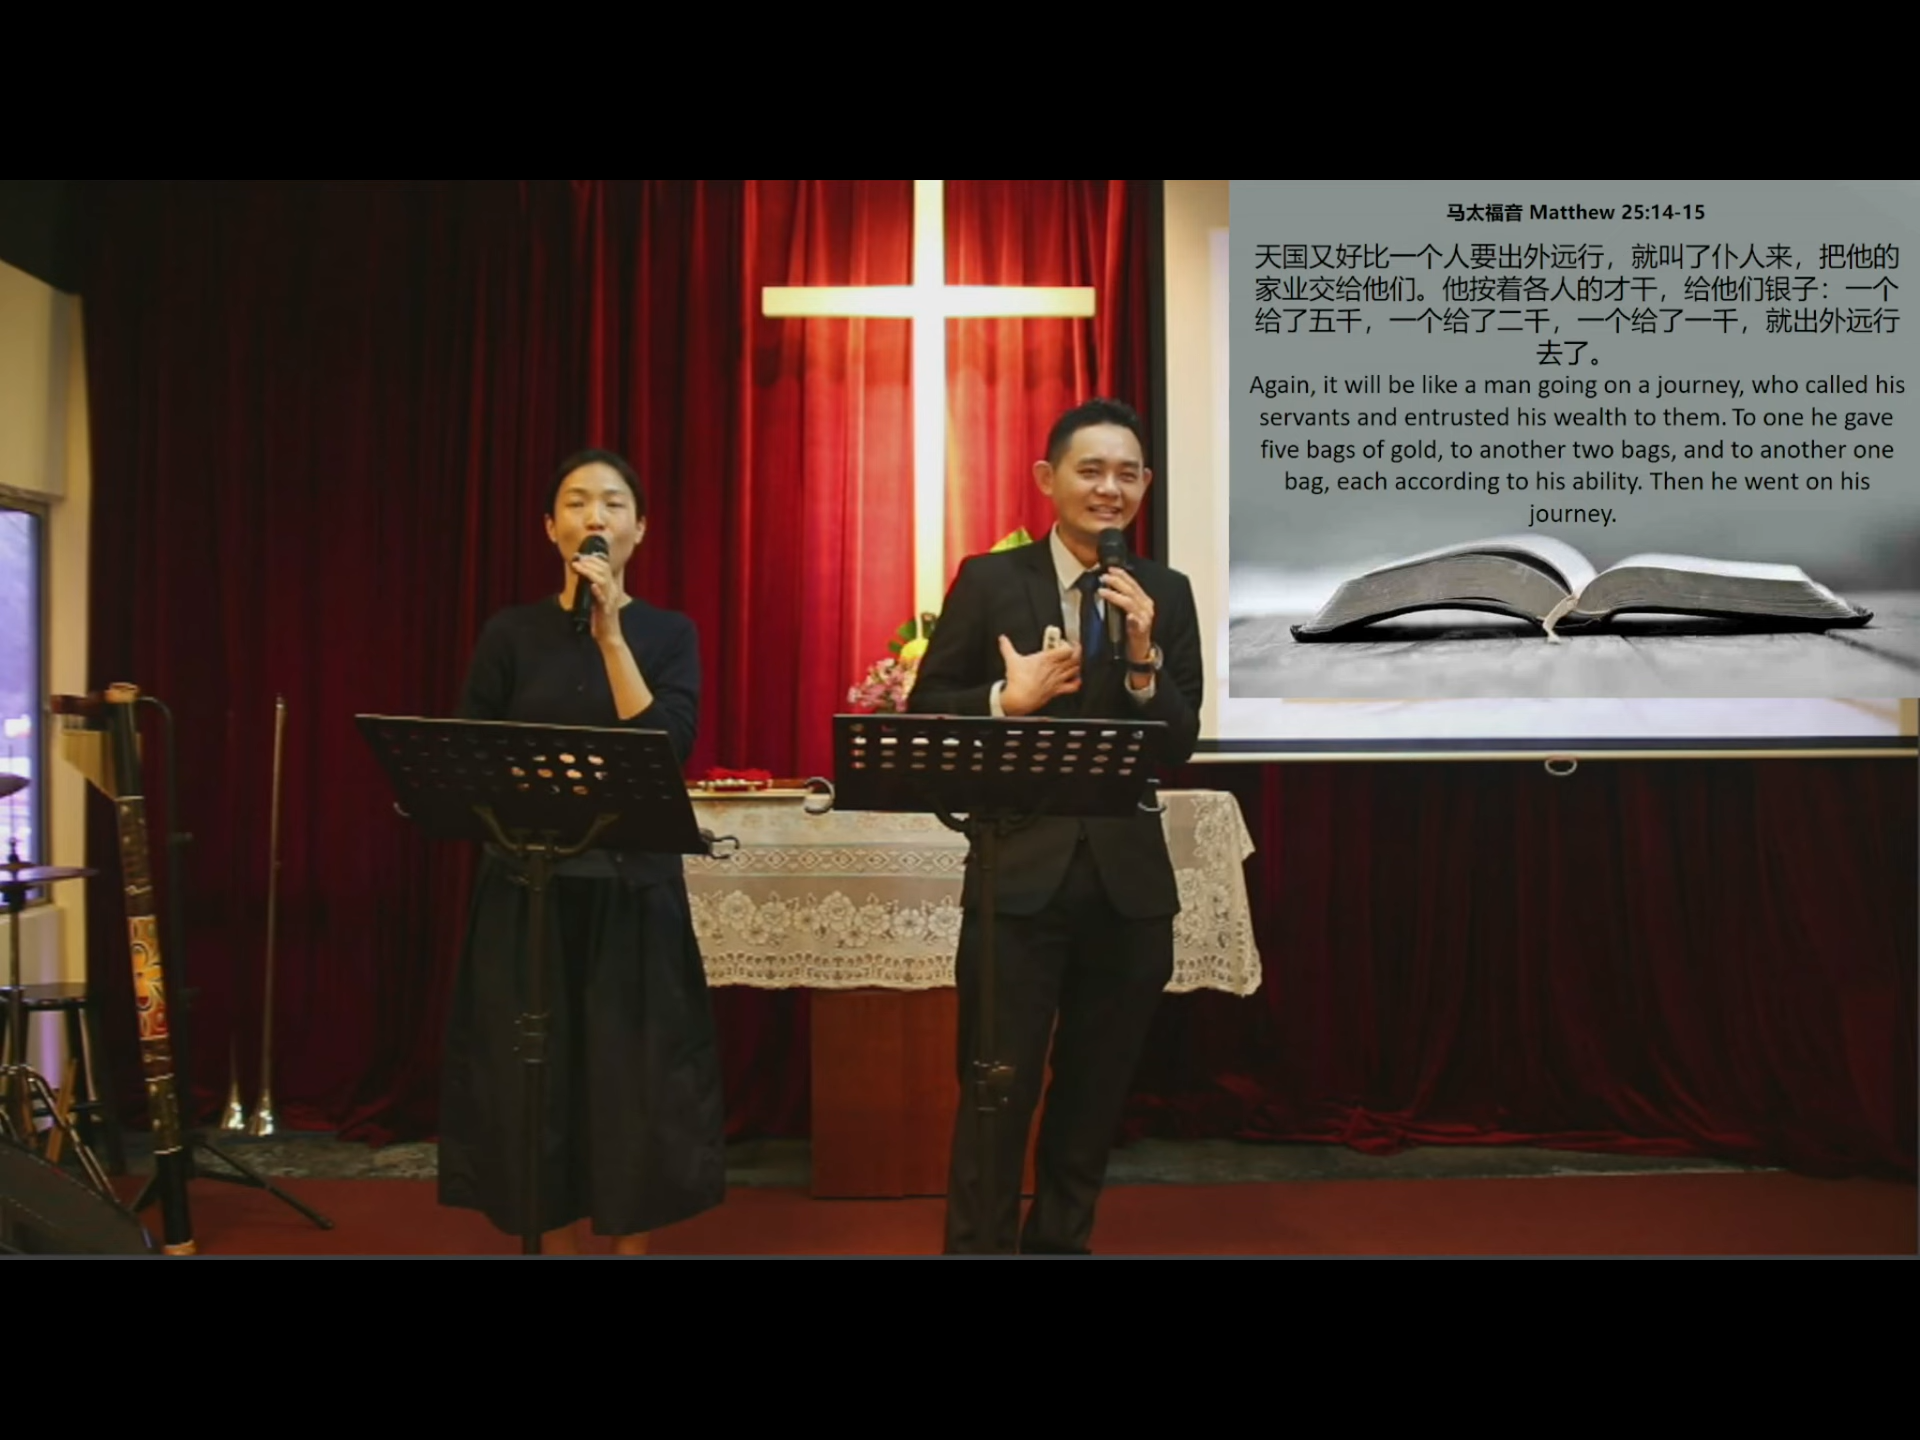 马太福音 Matthew 25:14-15
天国又好比一个人要出外远行，就叫了仆人来，把他的
家业交给他们。他按着各人的才干，给他们银子：一个
给了五千，一个给了二千，一个给了一千，就出外远行
去了。
Again, it will be like a man going on a journey, who called his
servants and entrusted his wealth to them. To one he gave
five bags of gold, to another two bags, and to another one
bag, each according to his ability. Then he went on his
journey.